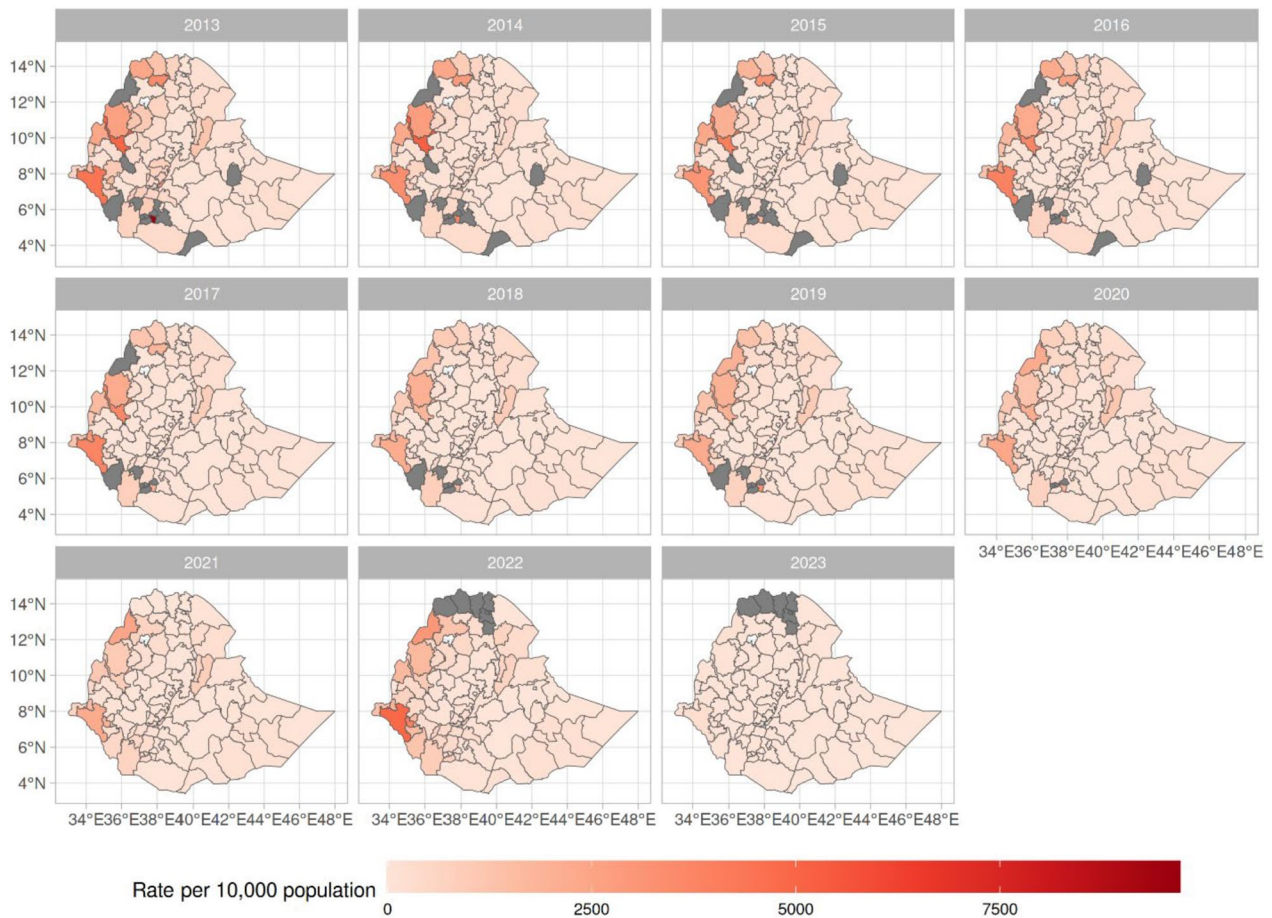 2013 2014 2015 2016
14°N
12°N
10°N
8°N
6°N
4°N
2017 2018 2019 2020
14°N
12°N
10°N
8°N
6°N
4°N
34°E36°E38°E40°E42°E44°E46°E48°E
2021 2022 2023
14°N
12°N
10°N
8°N
6°N
4°N
34°E36°E38°E40°E42°E44°E46°E48°E 34°E36°E38°E40°E42°E44°E46°E48°E 34°E36°E38°E40°E42°E44°E46°E48°E
Rate per 10,000 population
0 2500 5000 7500